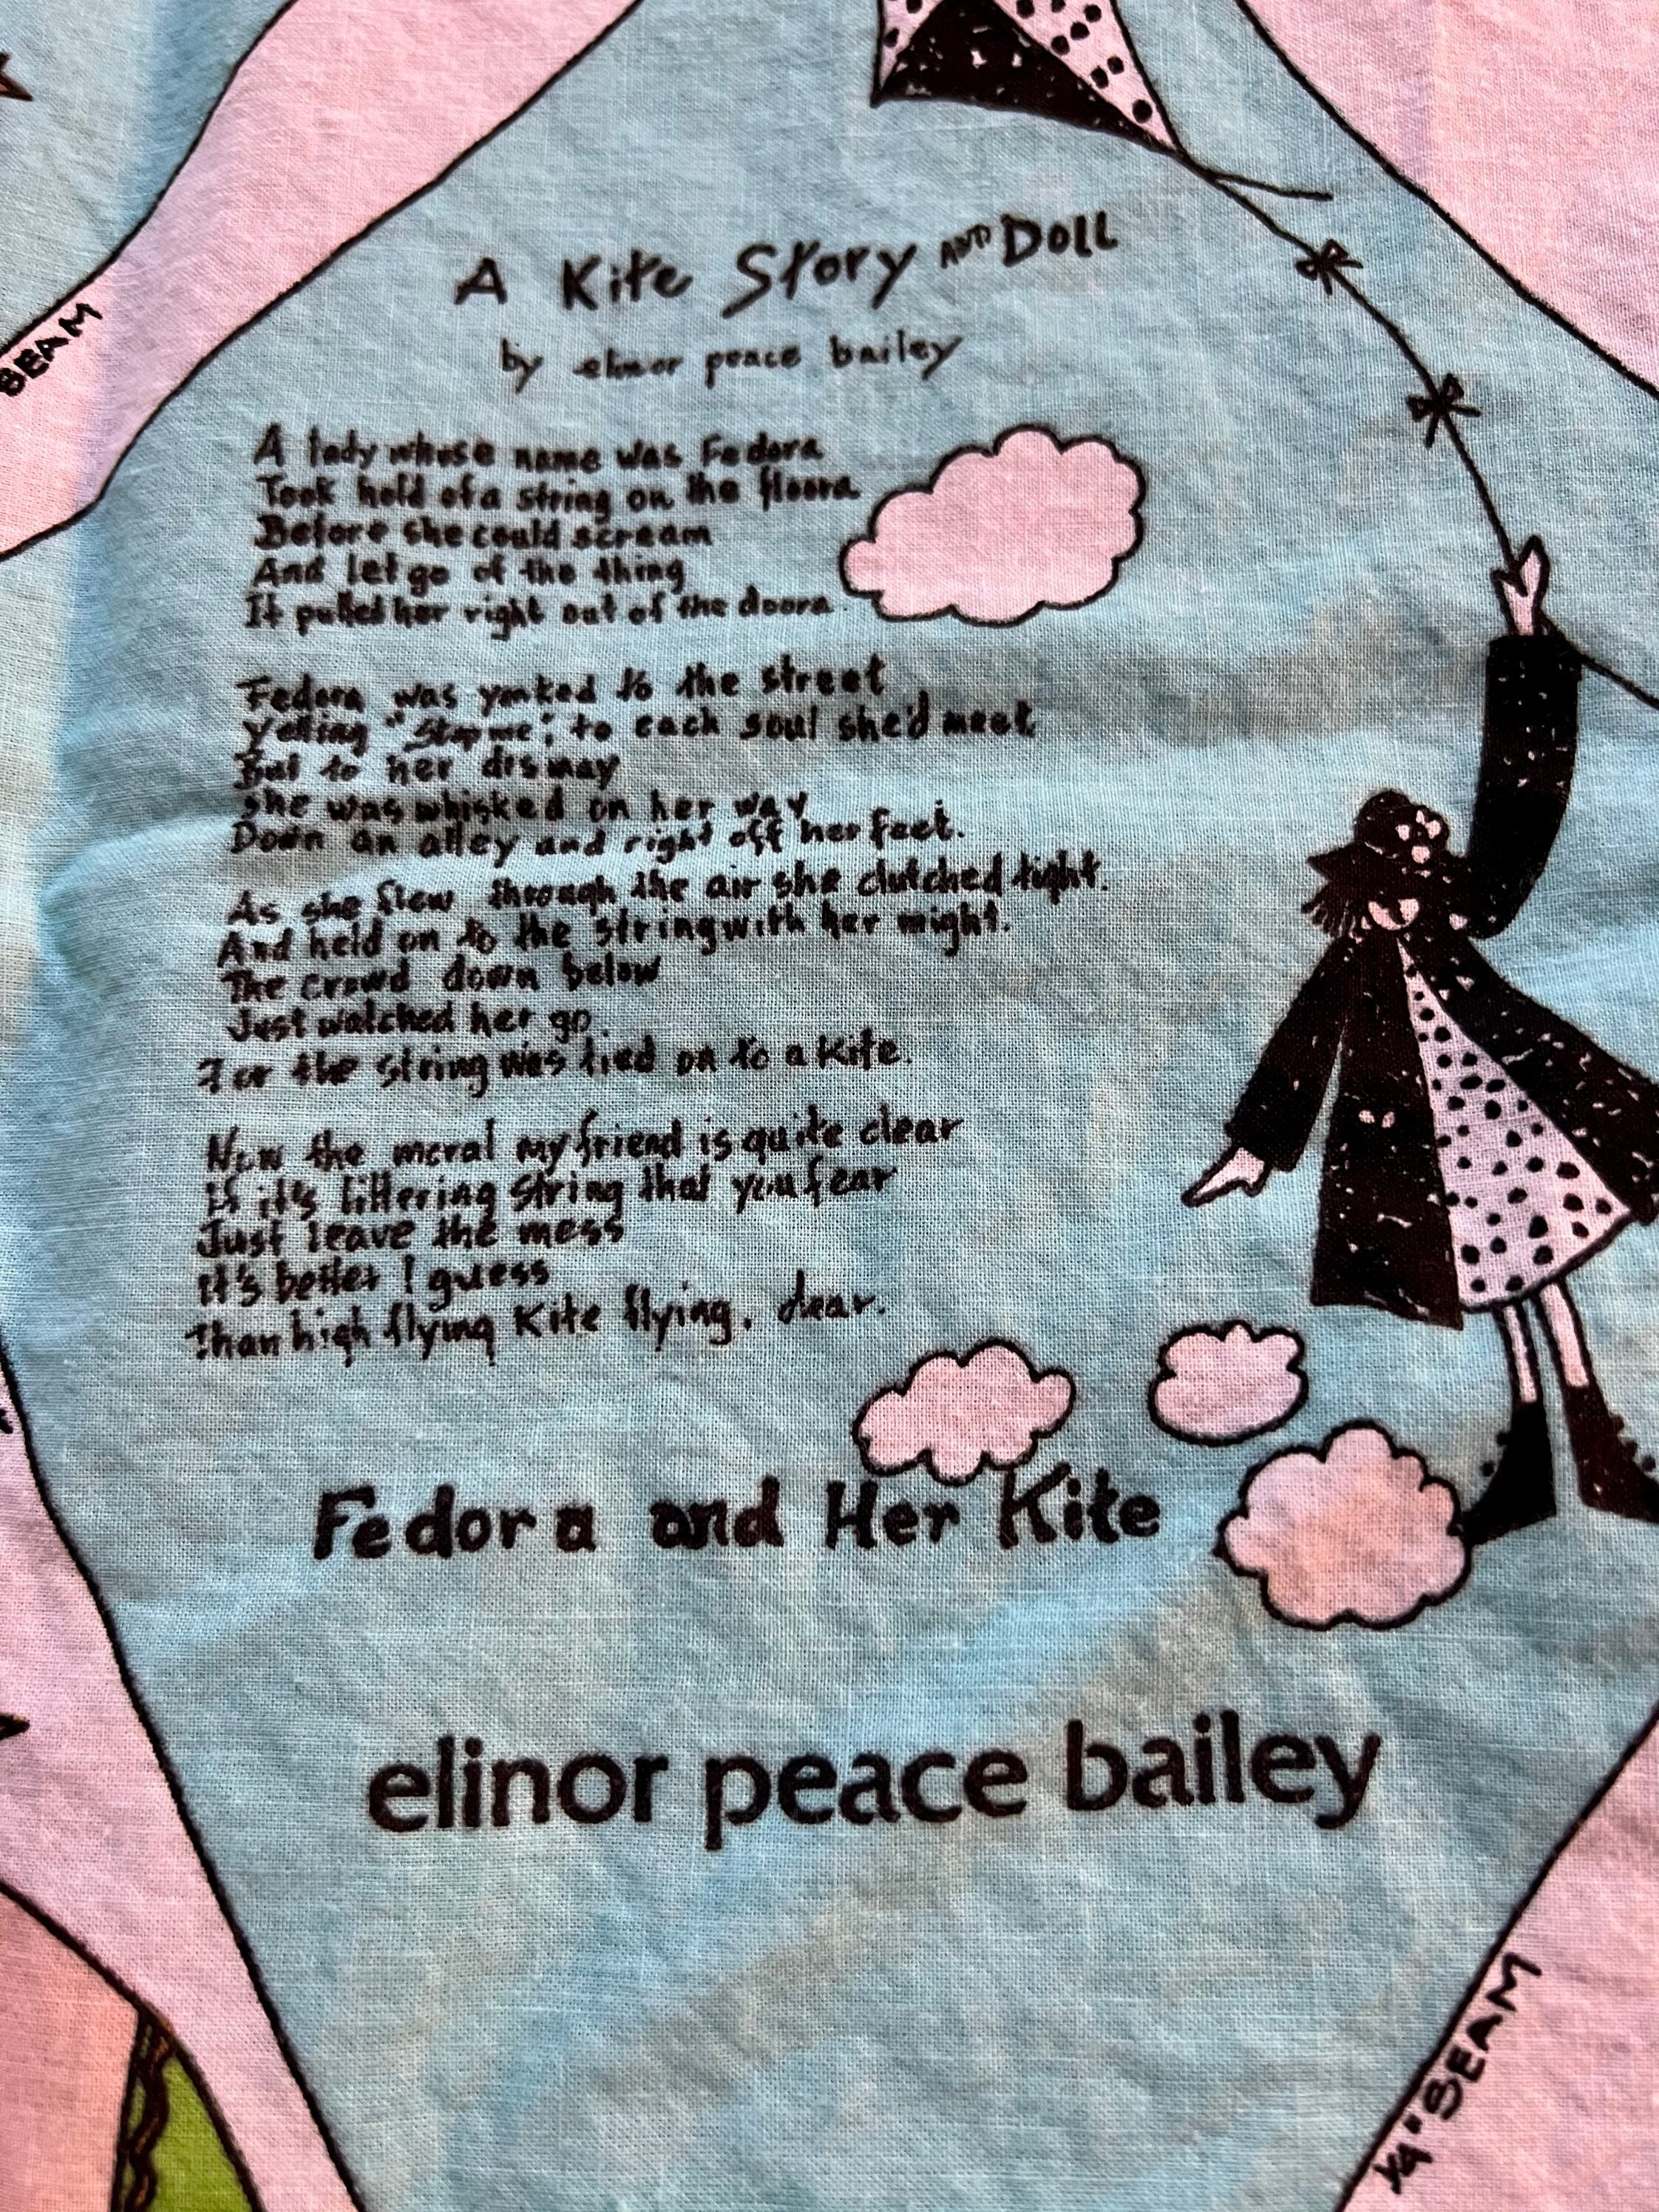 A Kite Story AND Doll
by elinor peace bailey
A lady whose name was Fedora
Took hold of a string on the floora
Before she could scream
And let go of the thing
It pulled her right out of the doora.
Fedora was yanked to the street
Yelling "Stop me", to each soul she'd meet
But to her dismay
She was whisked on her way
Down an alley and right off her feet.
As she flew through the air she clutched tight.
And held on to the string with her might.
The crowd down below
Just watched her go.
For the string was tied on to a kite.
Now the moral my friend is quite clear
If it's littering string that you fear
Just leave the mess
It's better I guess
Than high flying Kite flying, dear.
Fedora and Her Kite
elinor peace bailey
SEAM
1/4" SEAM